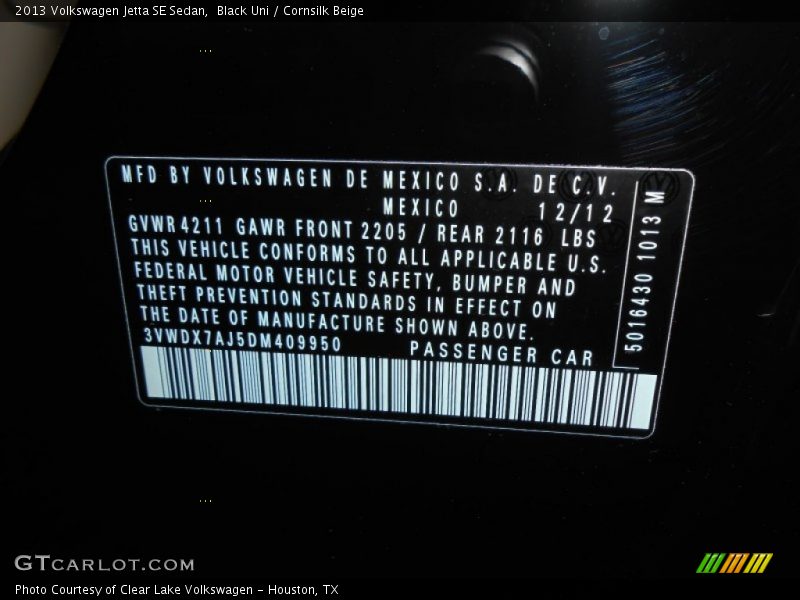 2013 Volkswagen Jetta SE Sedan, Black Uni / Cornsilk Beige
MFD BY VOLKSWAGEN DE MEXICO S.A. DE C.V.
MEXICO 12/12
GVWR 4211 GAWR FRONT 2205 / REAR 2116 LBS
THIS VEHICLE CONFORMS TO ALL APPLICABLE U.S.
FEDERAL MOTOR VEHICLE SAFETY, BUMPER AND
THEFT PREVENTION STANDARDS IN EFFECT ON
THE DATE OF MANUFACTURE SHOWN ABOVE.
3VWDX7AJ5DM409950 PASSENGER CAR
5016430 1013 M
GTCARLOT.COM
Photo Courtesy of Clear Lake Volkswagen - Houston, TX